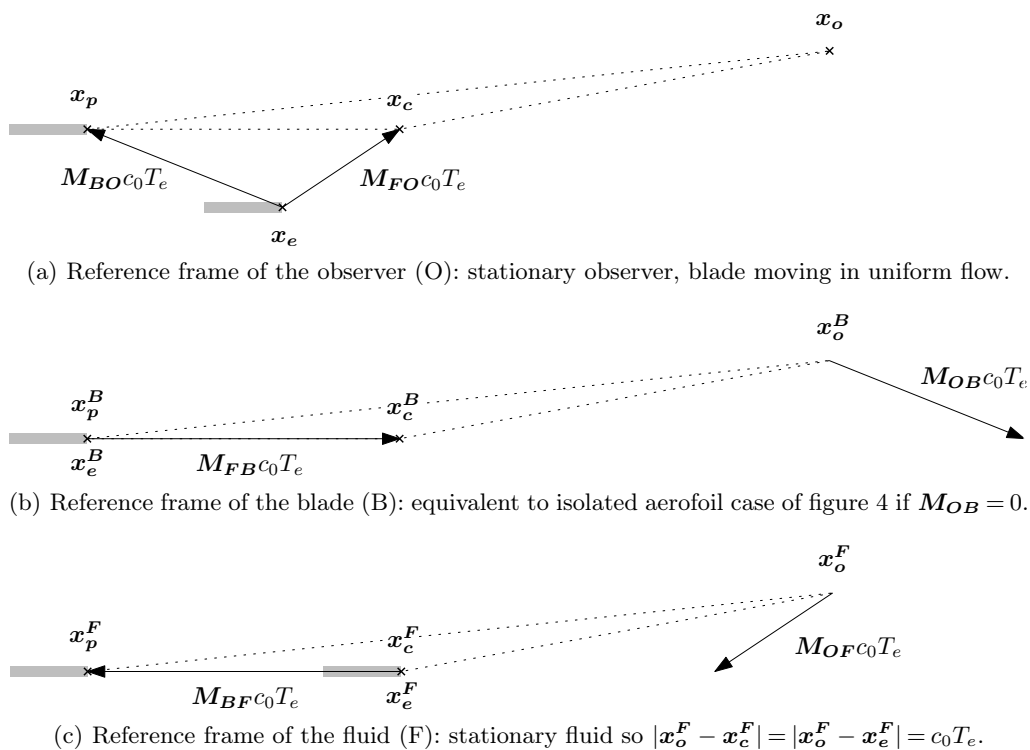 x_o
x_p x_c
M_BO c_0 T_e M_FO c_0 T_e
x_e
(a) Reference frame of the observer (O): stationary observer, blade moving in uniform flow.
x_o^B
M_OB c_0 T_e
x_p^B x_c^B
x_e^B M_FB c_0 T_e
(b) Reference frame of the blade (B): equivalent to isolated aerofoil case of figure 4 if M_OB = 0.
x_o^F
x_p^F x_c^F M_OF c_0 T_e
M_BF c_0 T_e x_e^F
(c) Reference frame of the fluid (F): stationary fluid so |x_o^F − x_c^F| = |x_o^F − x_e^F| = c_0 T_e.